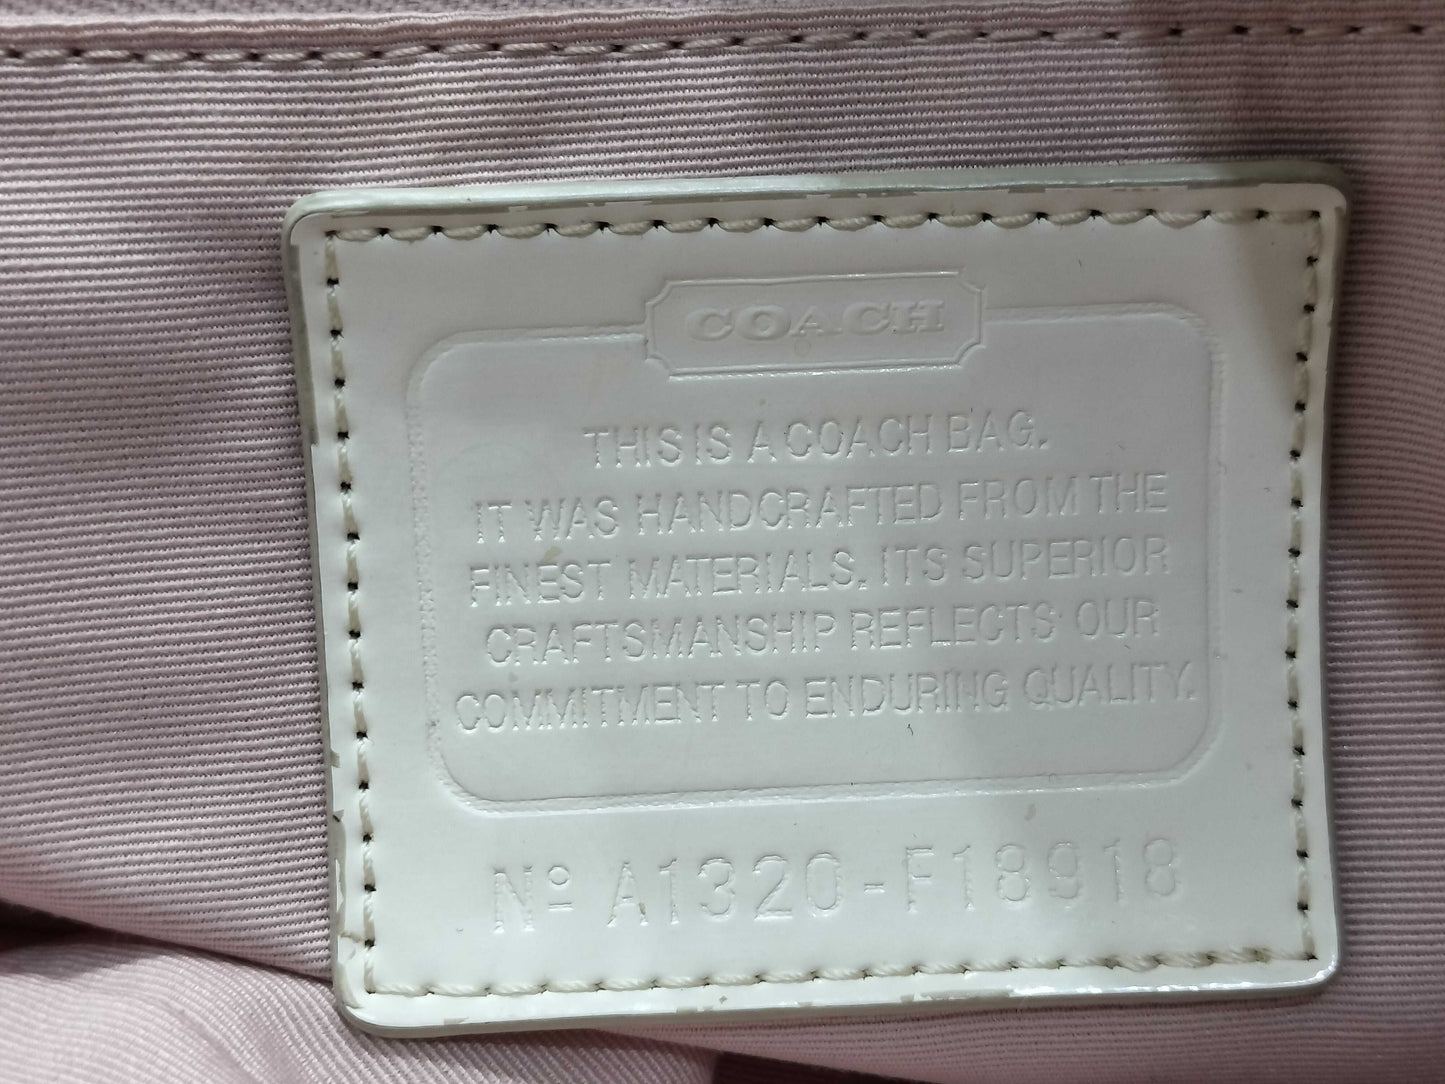 COACH
THIS IS A COACH BAG.
IT WAS HANDCRAFTED FROM THE
FINEST MATERIALS. ITS SUPERIOR
CRAFTSMANSHIP REFLECTS OUR
COMMITMENT TO ENDURING QUALITY.
Nº A1320-F18918